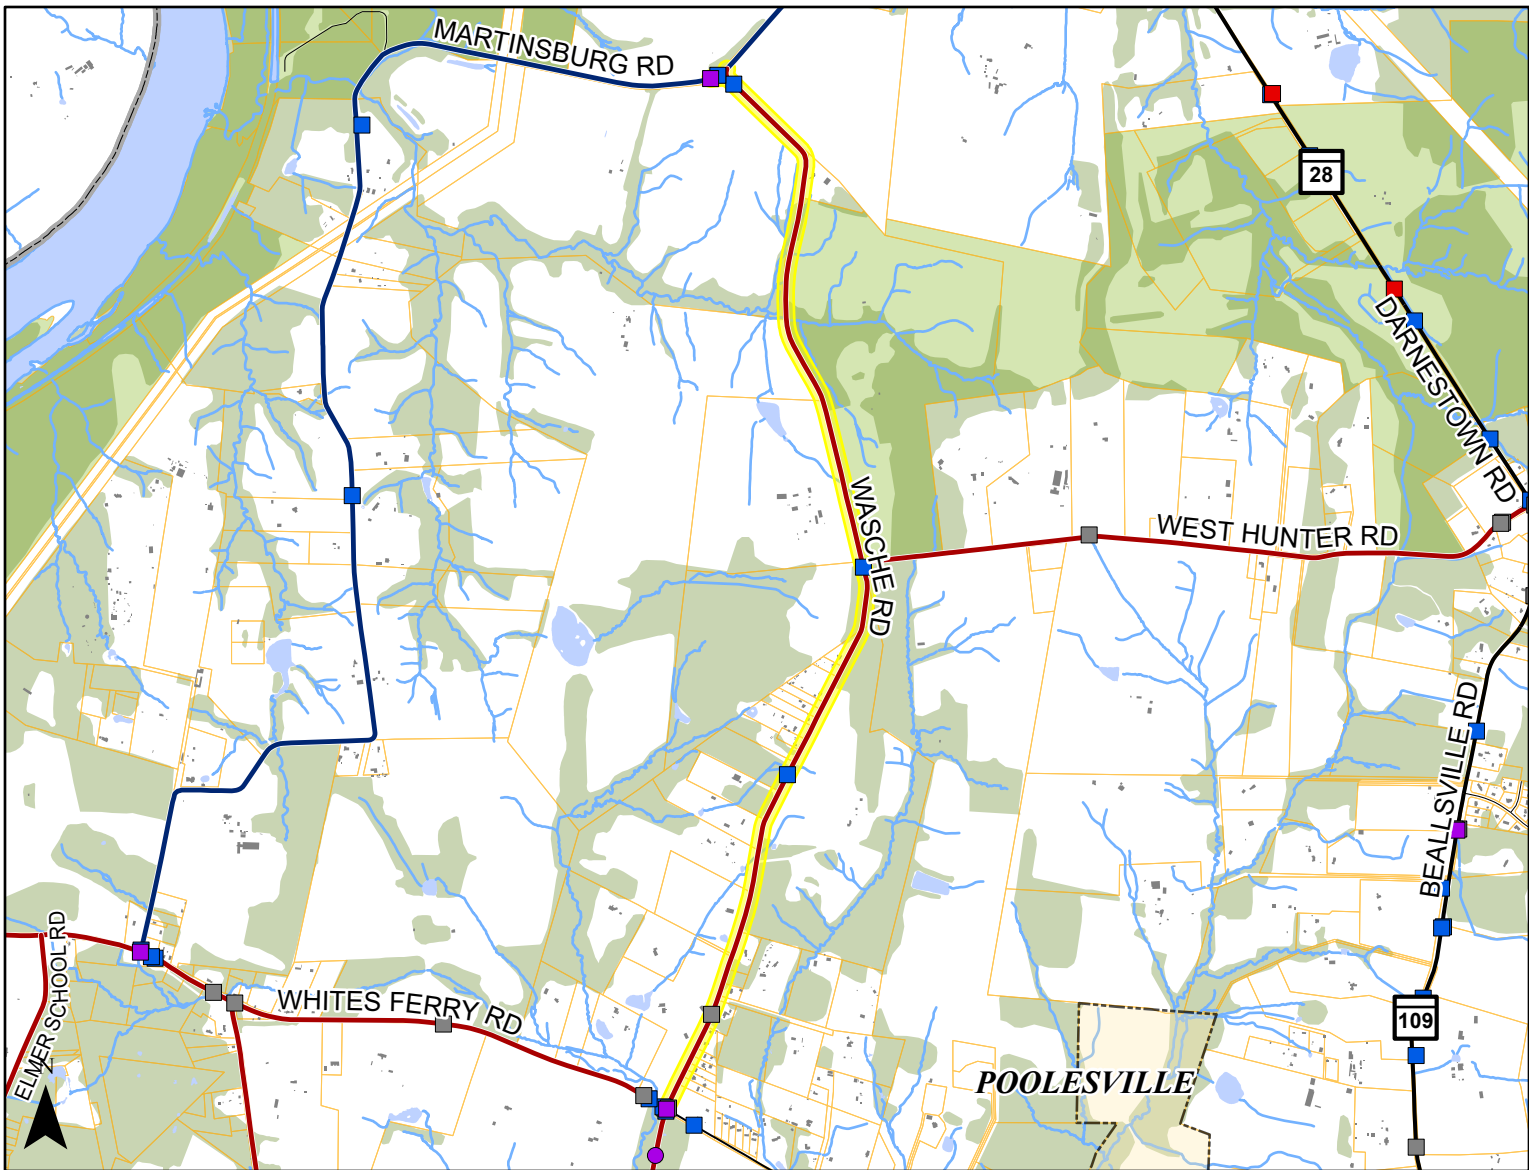 MARTINSBURG RD
28
DARNESTOWN RD
WASCHE RD
WEST HUNTER RD
BEALLSVILLE RD
ELMER SCHOOL RD
WHITES FERRY RD
109
POOLESVILLE